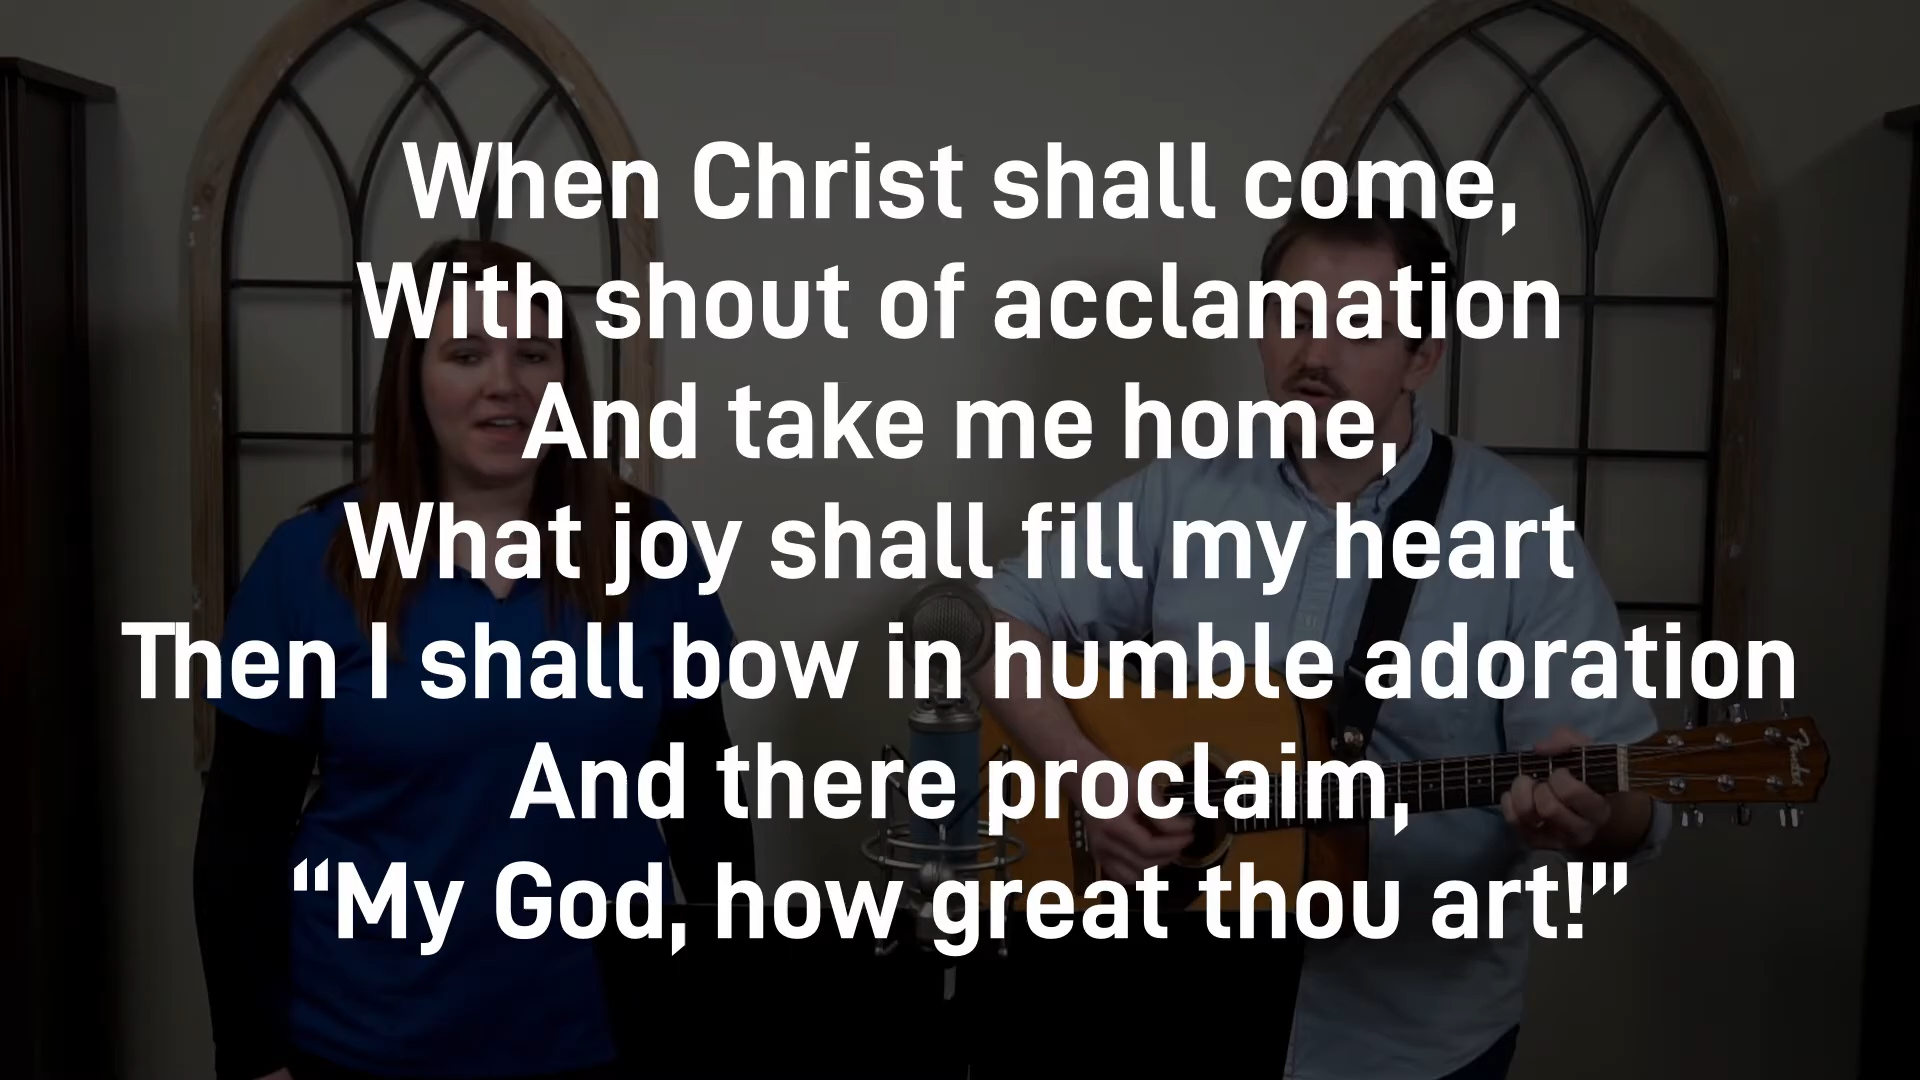 When Christ shall come,
With shout of acclamation
And take me home,
What joy shall fill my heart
Then I shall bow in humble adoration
And there proclaim,
“My God, how great thou art!”
Fender